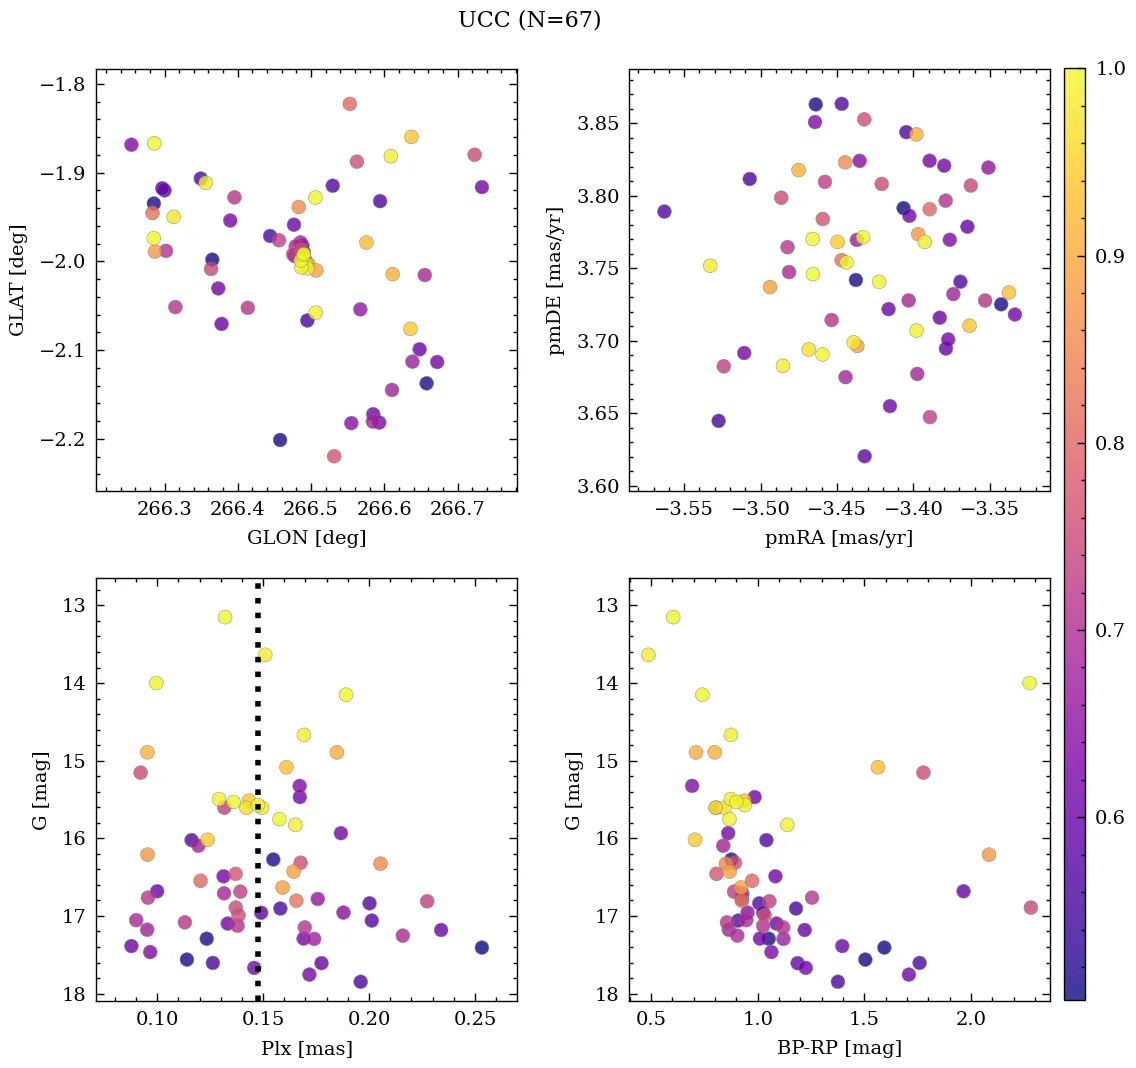 UCC (N=67)
−1.8
−1.9
−2.0
−2.1
−2.2
GLAT [deg]
266.3 266.4 266.5 266.6 266.7
GLON [deg]
3.85
3.80
3.75
3.70
3.65
3.60
pmDE [mas/yr]
−3.55 −3.50 −3.45 −3.40 −3.35
pmRA [mas/yr]
1.0
0.9
0.8
0.7
0.6
13
14
15
16
17
18
G [mag]
0.10 0.15 0.20 0.25
Plx [mas]
13
14
15
16
17
18
G [mag]
0.5 1.0 1.5 2.0
BP-RP [mag]